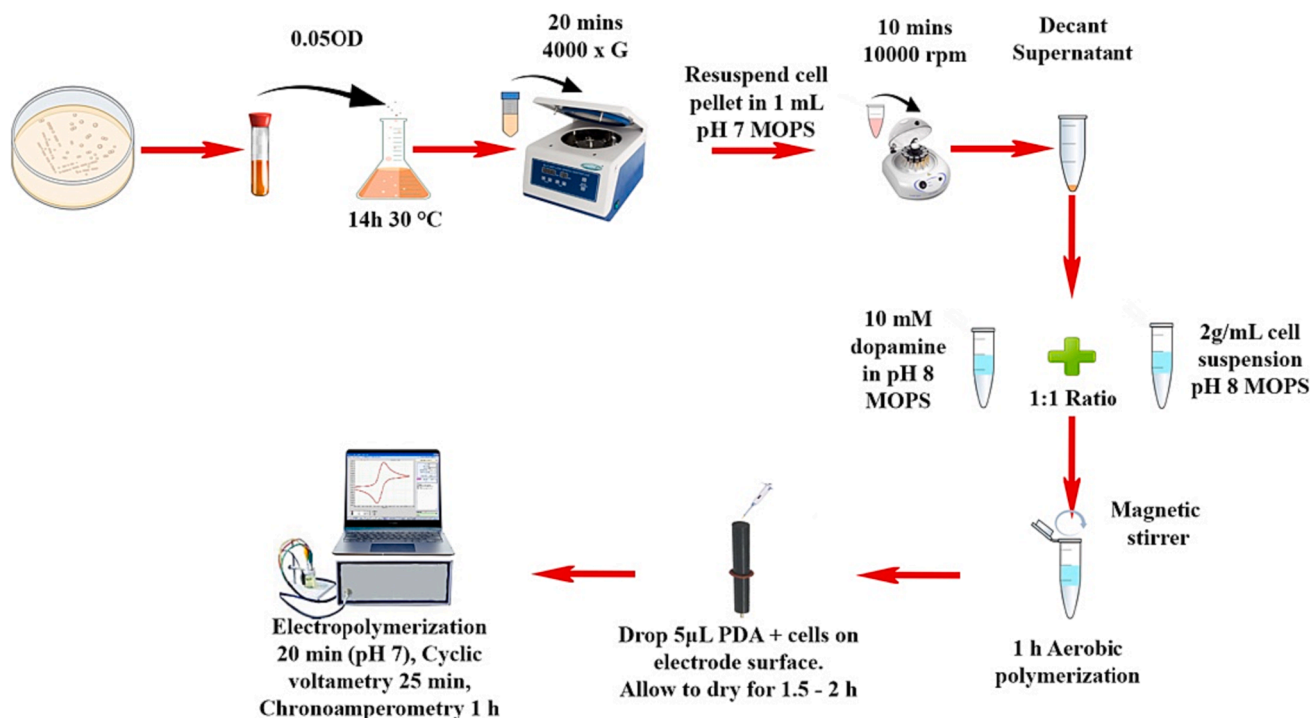 0.05OD
14h 30 °C
20 mins
4000 x G
Resuspend cell
pellet in 1 mL
pH 7 MOPS
10 mins
10000 rpm
Decant
Supernatant
10 mM
dopamine
in pH 8
MOPS
1:1 Ratio
2g/mL cell
suspension
pH 8 MOPS
Magnetic
stirrer
1 h Aerobic
polymerization
Drop 5µL PDA + cells on
electrode surface.
Allow to dry for 1.5 - 2 h
Electropolymerization
20 min (pH 7), Cyclic
voltametry 25 min,
Chronoamperometry 1 h